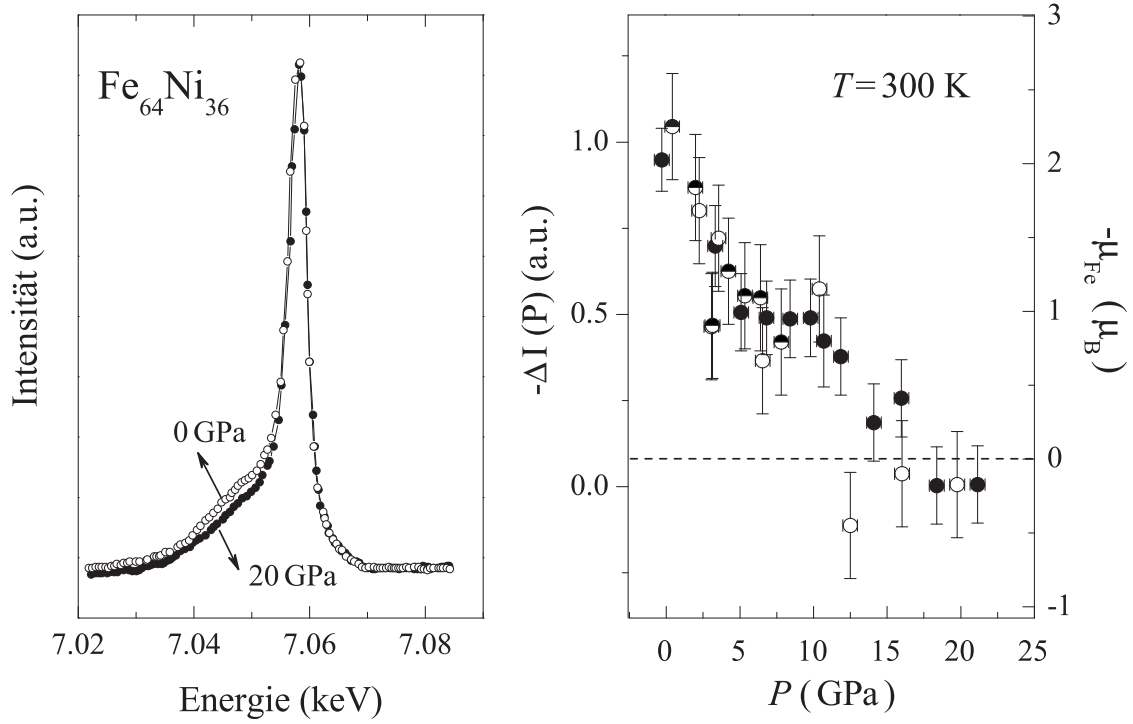 Fe64Ni36
Intensität (a.u.)
0 GPa
20 GPa
7.02 7.04 7.06 7.08
Energie (keV)
T = 300 K
-ΔI (P) (a.u.)
1.0
0.5
0.0
3
2
1
0
-1
-μFe (μB)
0 5 10 15 20 25
P (GPa)